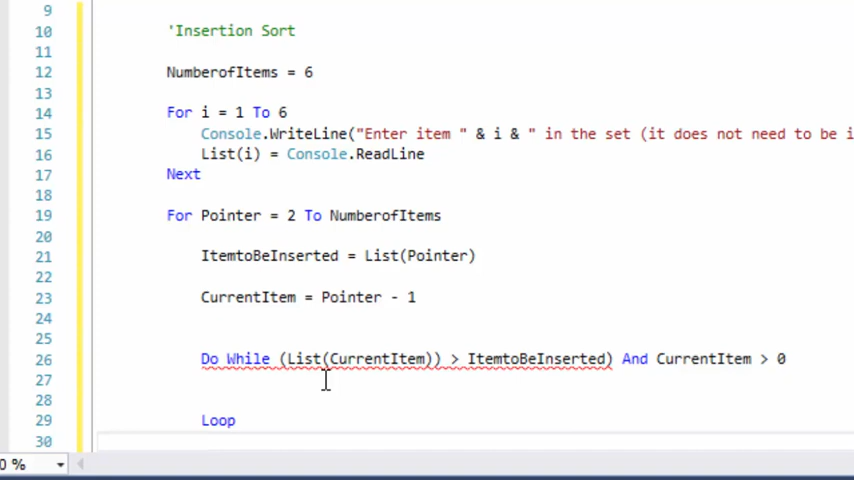 9
10 'Insertion Sort
11
12 NumberofItems = 6
13
14 For i = 1 To 6
15 Console.WriteLine("Enter item " & i & " in the set (it does not need to be i
16 List(i) = Console.ReadLine
17 Next
18
19 For Pointer = 2 To NumberofItems
20
21 ItemtoBeInserted = List(Pointer)
22
23 CurrentItem = Pointer - 1
24
25
26 Do While (List(CurrentItem)) > ItemtoBeInserted) And CurrentItem > 0
27
28
29 Loop
30
0 %